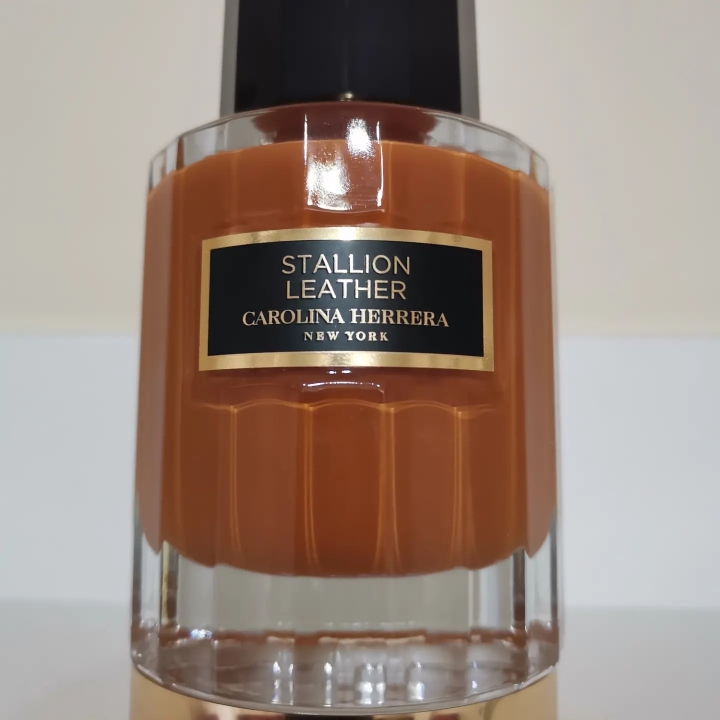 STALLION
LEATHER
CAROLINA HERRERA
NEW YORK